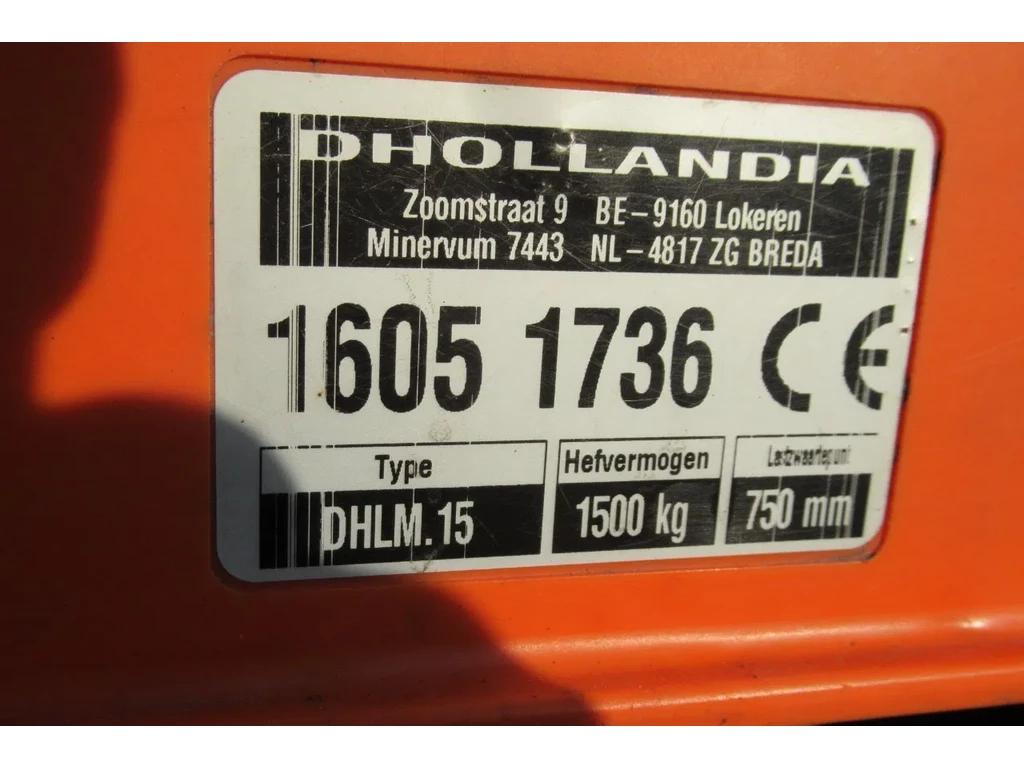 DHOLLANDIA
Zoomstraat 9 BE-9160 Lokeren
Minervum 7443 NL-4817 ZG BREDA
1605 1736 CE
Type Hefvermogen Lastzwaartepunt
DHLM.15 1500 kg 750 mm